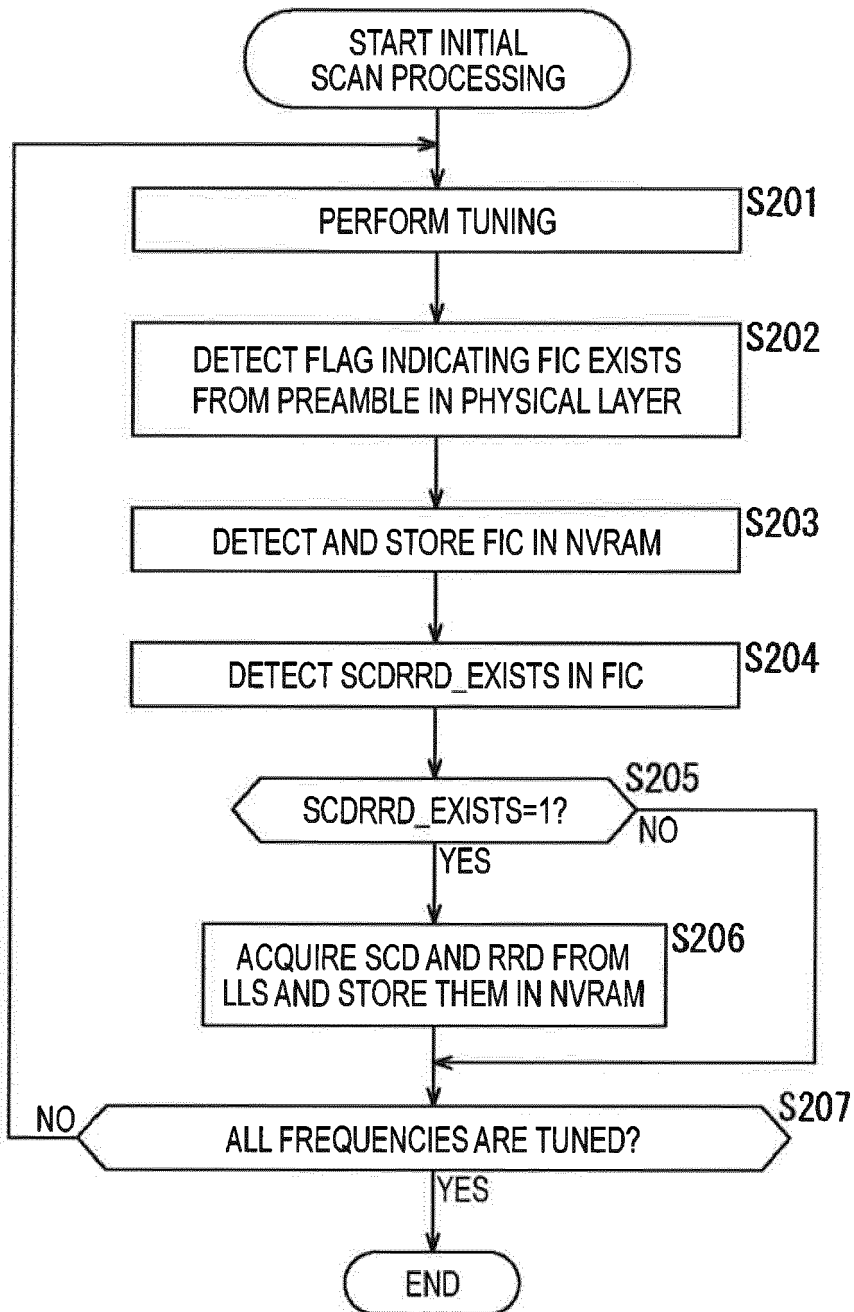 START INITIAL
SCAN PROCESSING
S201
PERFORM TUNING
S202
DETECT FLAG INDICATING FIC EXISTS
FROM PREAMBLE IN PHYSICAL LAYER
S203
DETECT AND STORE FIC IN NVRAM
S204
DETECT SCDRRD_EXISTS IN FIC
S205
SCDRRD_EXISTS=1?
NO
YES
S206
ACQUIRE SCD AND RRD FROM
LLS AND STORE THEM IN NVRAM
S207
NO
ALL FREQUENCIES ARE TUNED?
YES
END